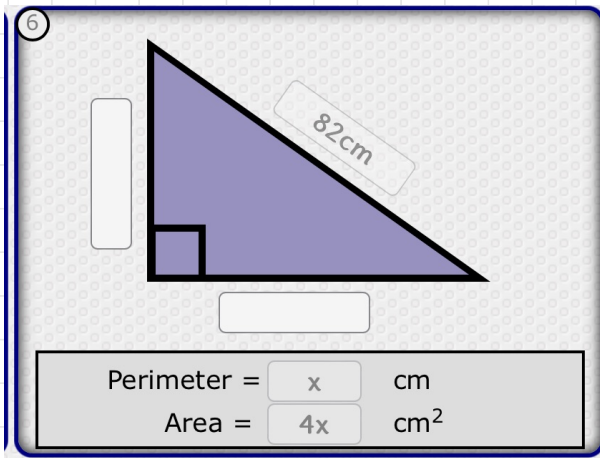 6
82cm
Perimeter = x cm
Area = 4x cm²